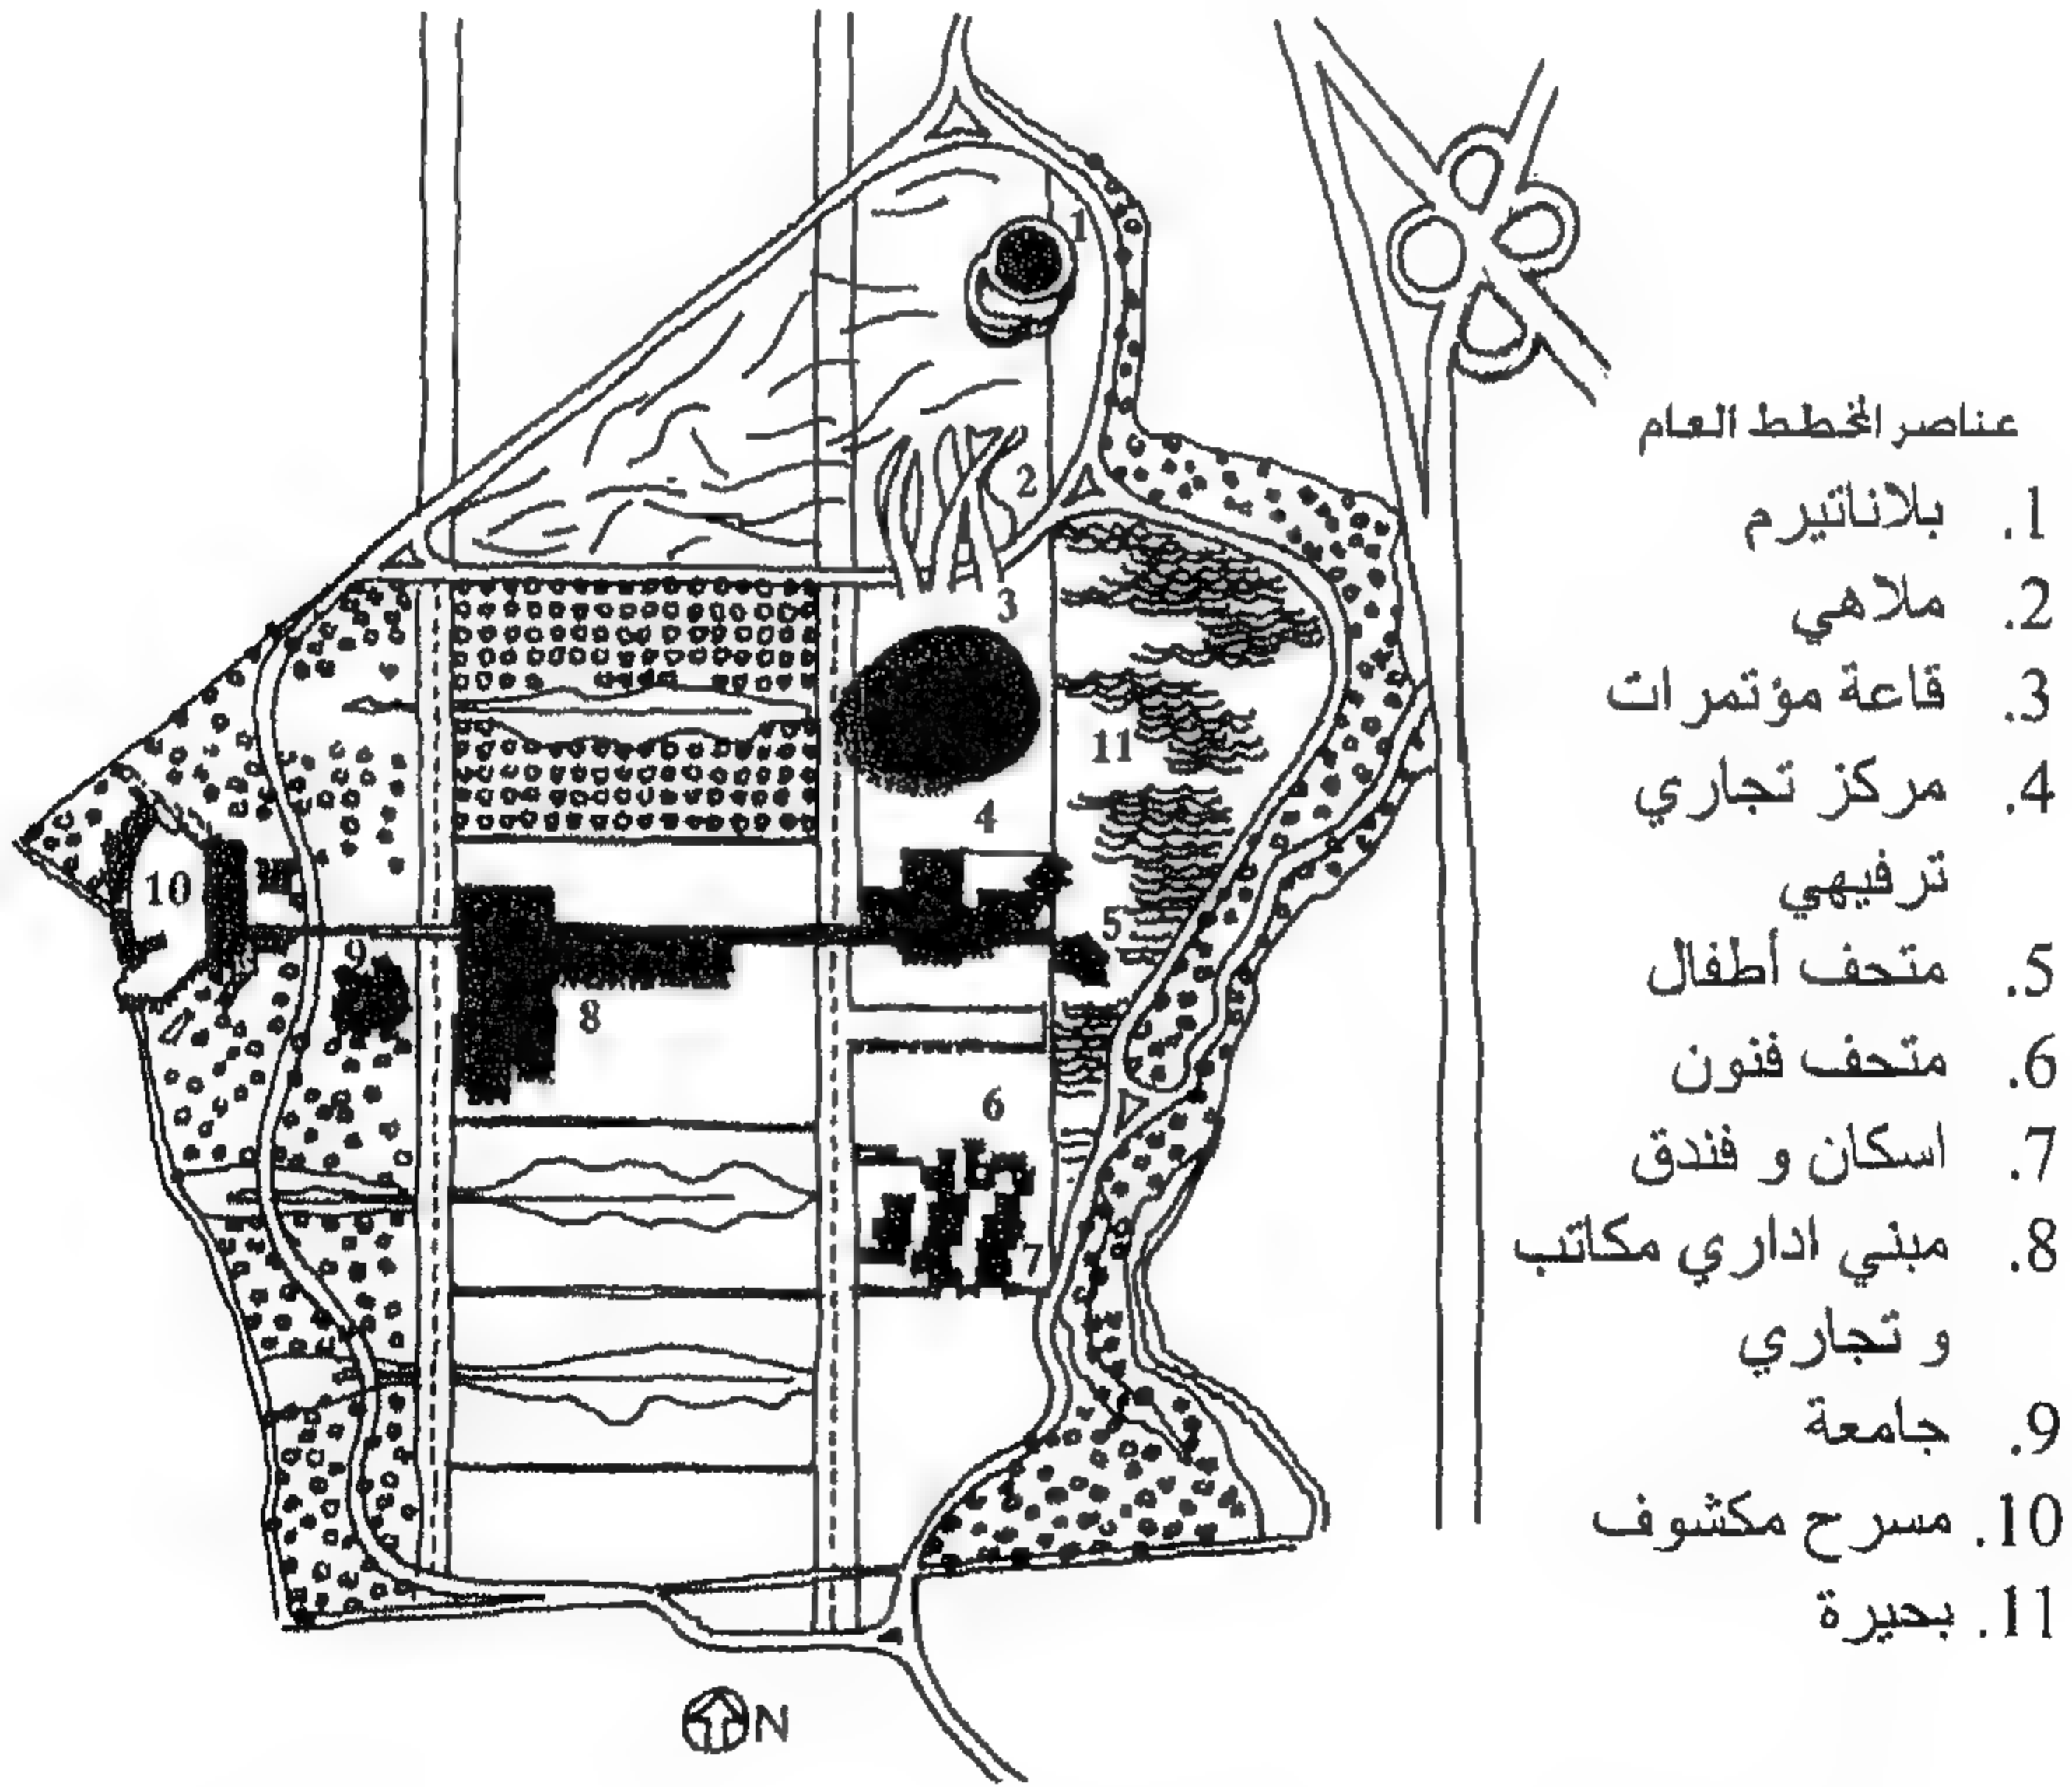 عناصر المخطط العام
1. بلاناتيرم
2. ملاهي
3. قاعة مؤتمرات
4. مركز تجاري
ترفيهي
5. متحف أطفال
6. متحف فنون
7. اسكان و فندق
8. مبني اداري مكاتب
و تجاري
9. جامعة
10. مسرح مكشوف
11. بحيرة
1
2
3
11
4
10
5
9
8
6
7
N